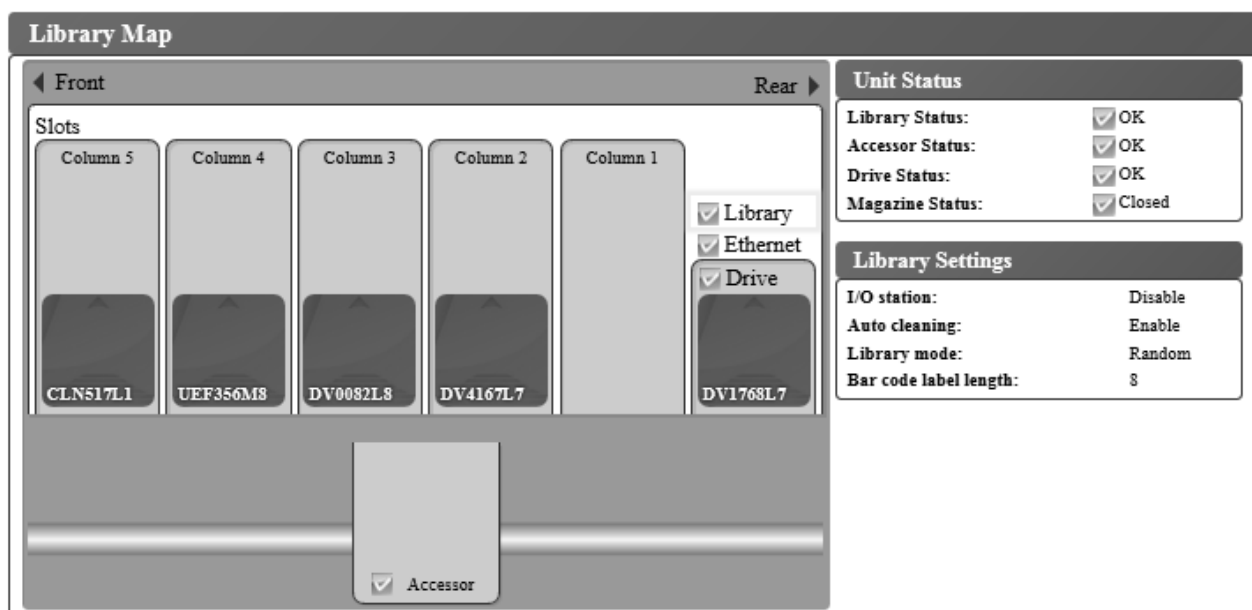 Library Map
Front
Rear
Slots
Column 5
Column 4
Column 3
Column 2
Column 1
Library
Ethernet
Drive
CLN517L1
UEF356M8
DV0082L8
DV4167L7
DV1768L7
Accessor
Unit Status
Library Status: OK
Accessor Status: OK
Drive Status: OK
Magazine Status: Closed
Library Settings
I/O station: Disable
Auto cleaning: Enable
Library mode: Random
Bar code label length: 8